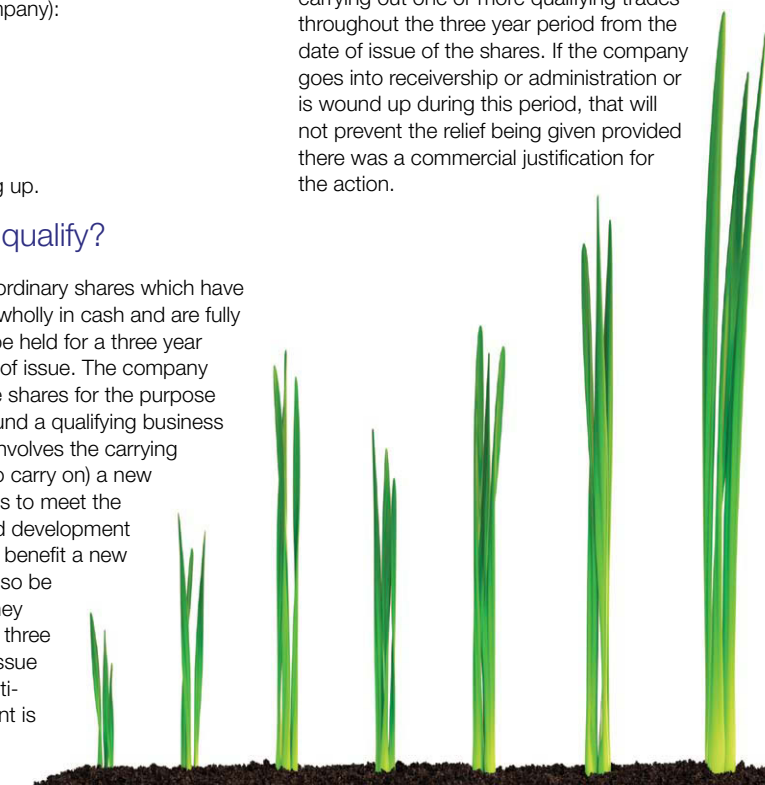 mpany):
g up.
qualify?
ordinary shares which have
wholly in cash and are fully
be held for a three year
of issue. The company
e shares for the purpose
und a qualifying business
nvolves the carrying
o carry on) a new
s to meet the
d development
benefit a new
so be
ney
three
ssue
ti-
nt is
carrying out one or more qualifying trades
throughout the three year period from the
date of issue of the shares. If the company
goes into receivership or administration or
is wound up during this period, that will
not prevent the relief being given provided
there was a commercial justification for
the action.